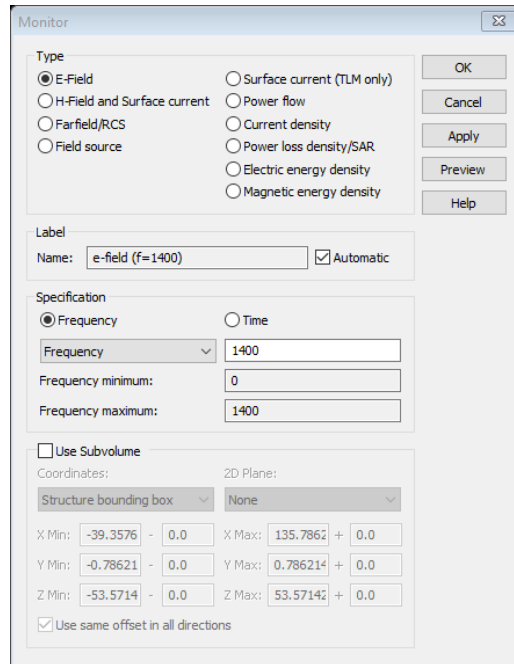 Monitor
Type
E-Field
Surface current (TLM only)
OK
H-Field and Surface current
Power flow
Cancel
Farfield/RCS
Current density
Apply
Field source
Power loss density/SAR
Electric energy density
Preview
Magnetic energy density
Help
Label
Name: e-field (f=1400) Automatic
Specification
Frequency Time
Frequency 1400
Frequency minimum: 0
Frequency maximum: 1400
Use Subvolume
Coordinates: 2D Plane:
Structure bounding box None
X Min: -39.3576 - 0.0 X Max: 135.7862 + 0.0
Y Min: -0.78621 - 0.0 Y Max: 0.786214 + 0.0
Z Min: -53.5714 - 0.0 Z Max: 53.57142 + 0.0
Use same offset in all directions